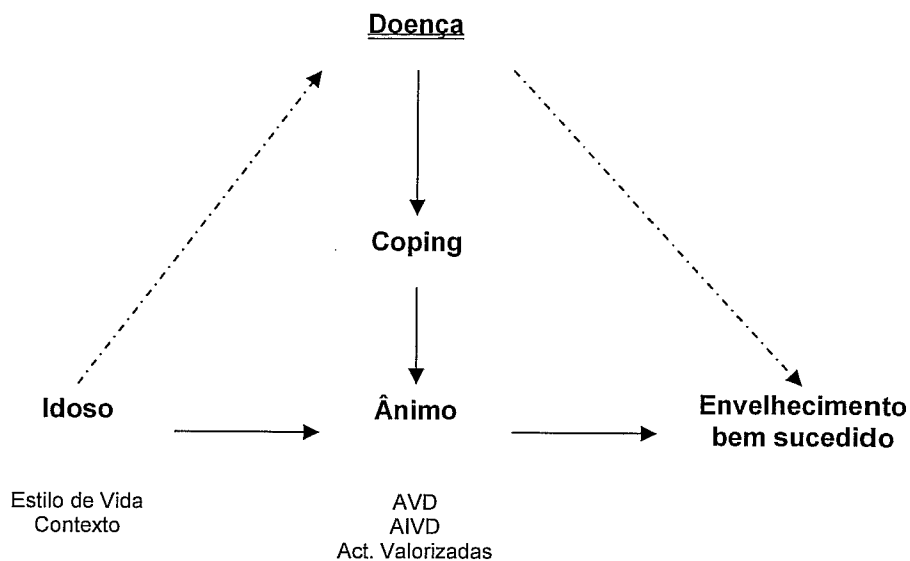 Doença
Coping
Idoso
Ânimo
Envelhecimento
bem sucedido
Estilo de Vida
Contexto
AVD
AIVD
Act. Valorizadas